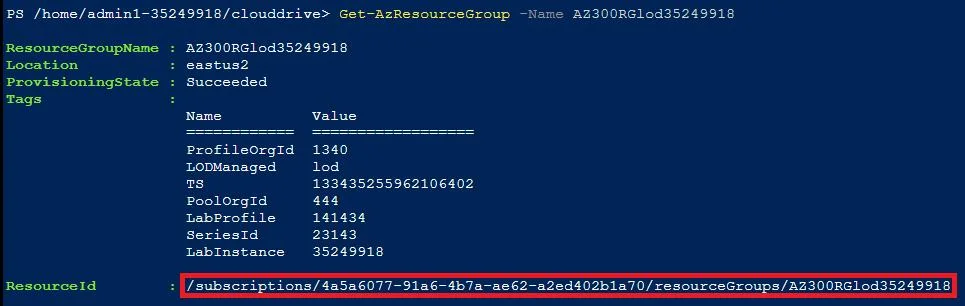 PS /home/admin1-35249918/clouddrive> Get-AzResourceGroup -Name AZ300RGlod35249918
ResourceGroupName : AZ300RGlod35249918
Location : eastus2
ProvisioningState : Succeeded
Tags :
Name Value
============ ==================
ProfileOrgId 1340
LODManaged lod
TS 133435255962106402
PoolOrgId 444
LabProfile 141434
SeriesId 23143
LabInstance 35249918
ResourceId : /subscriptions/4a5a6077-91a6-4b7a-ae62-a2ed402b1a70/resourceGroups/AZ300RGlod35249918